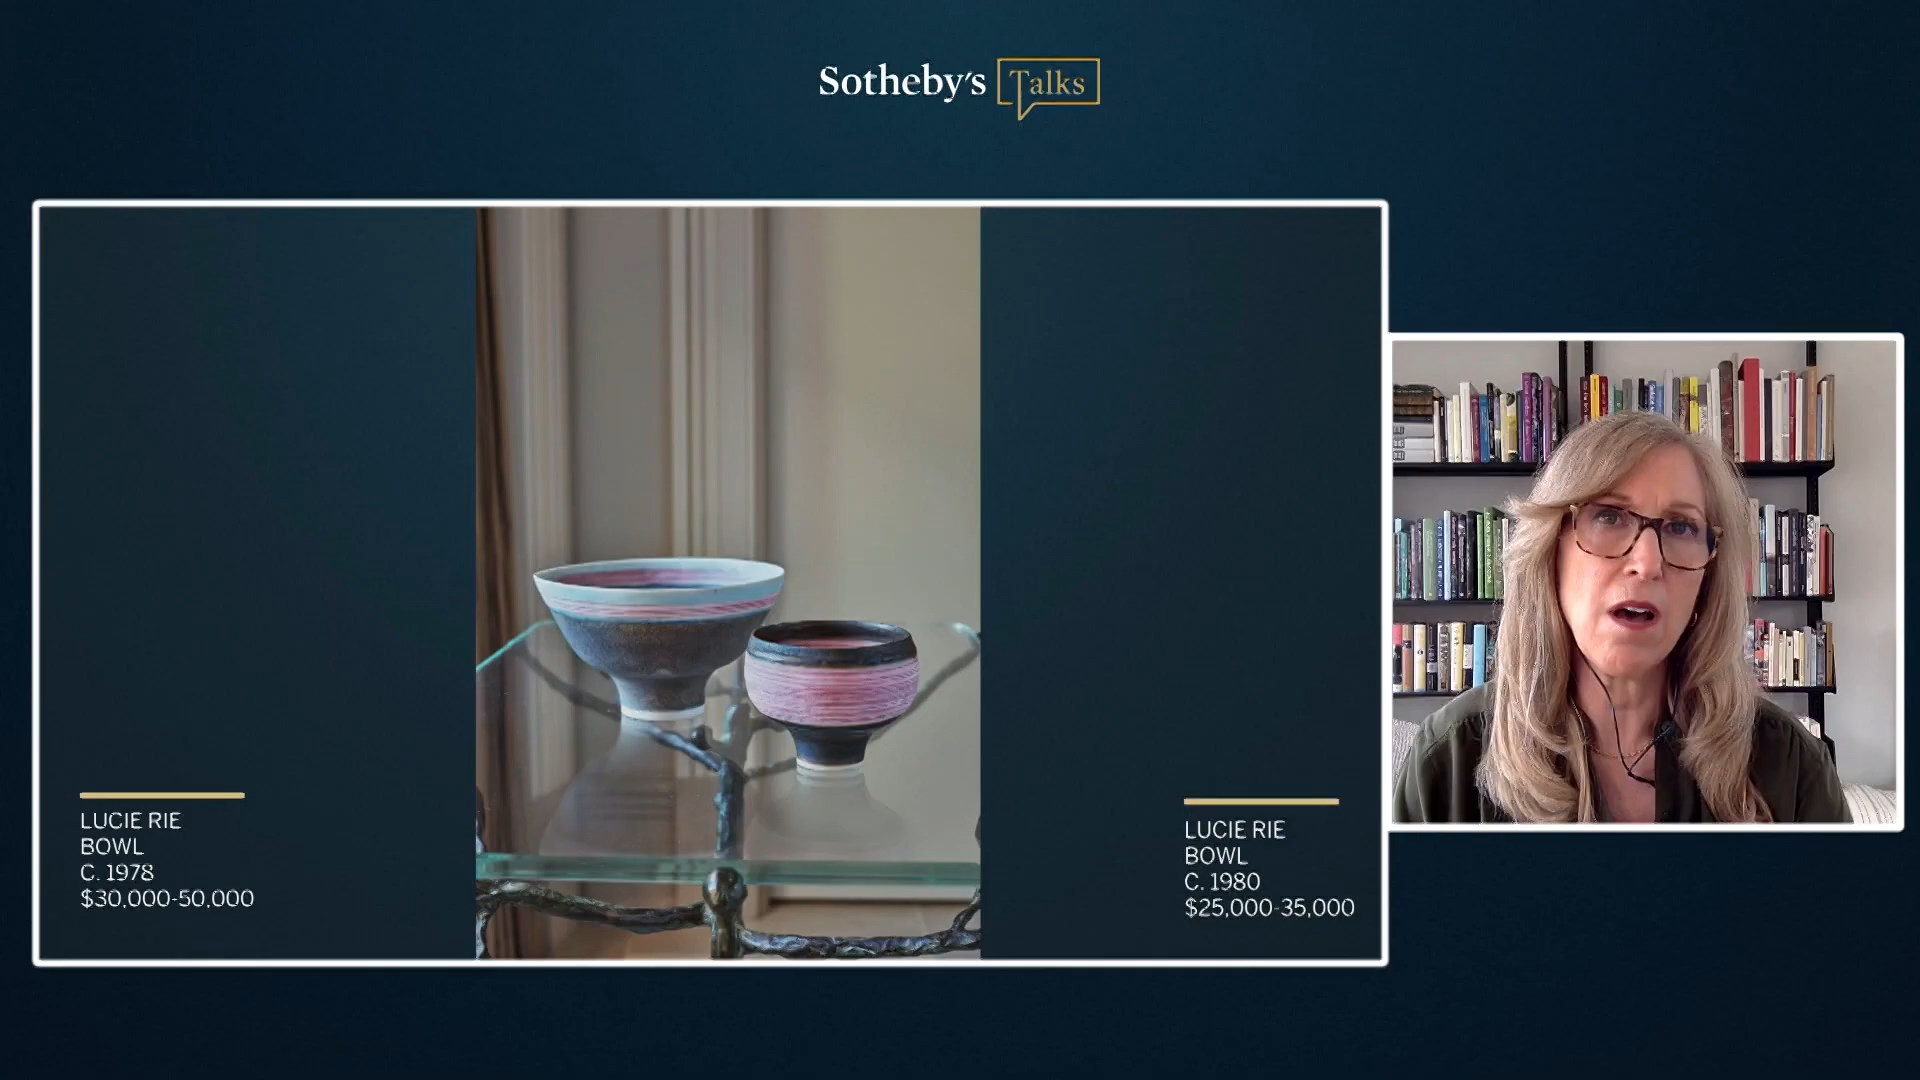 Sotheby's Talks
LUCIE RIE
BOWL
C. 1978
$30,000-50,000
LUCIE RIE
BOWL
C. 1980
$25,000-35,000